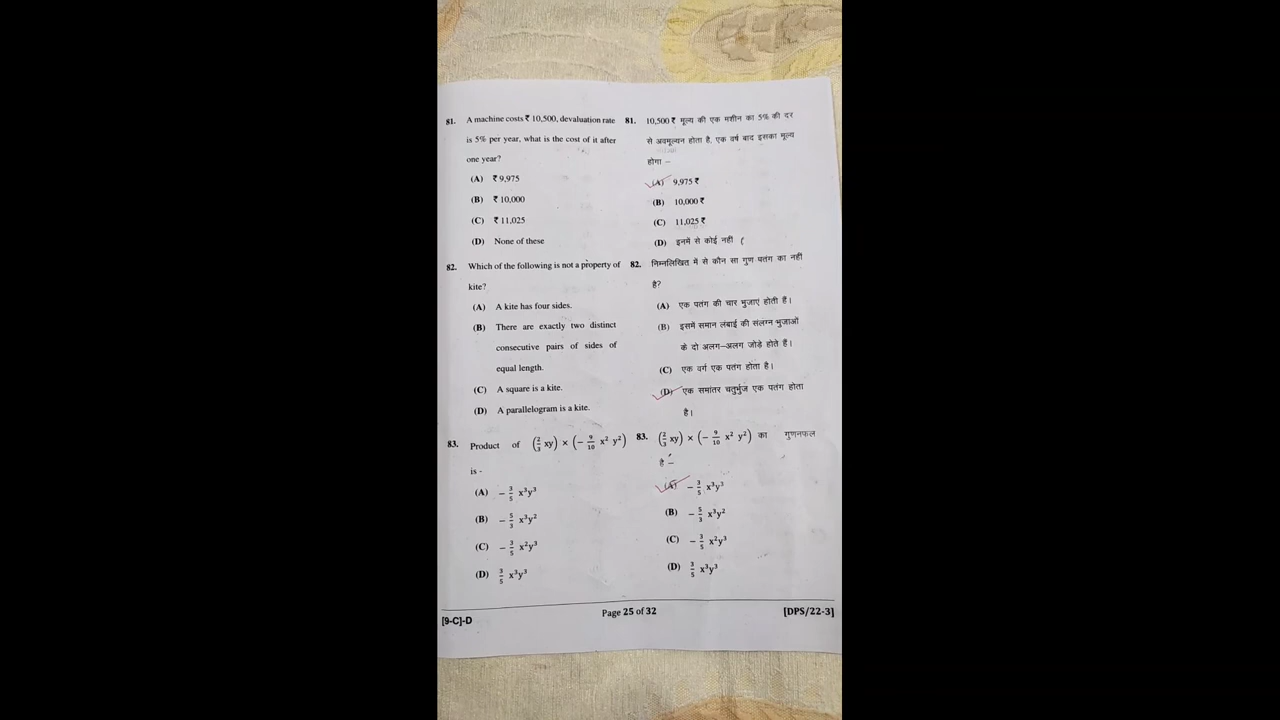 81. A machine costs ₹ 10,500, devaluation rate
is 5% per year, what is the cost of it after
one year?
(A) ₹ 9,975
(B) ₹ 10,000
(C) ₹ 11,025
(D) None of these
82. Which of the following is not a property of
kite?
(A) A kite has four sides.
(B) There are exactly two distinct
consecutive pairs of sides of
equal length.
(C) A square is a kite.
(D) A parallelogram is a kite.
83. Product of (2/3 xy) × (− 9/10 x² y²)
is -
(A) − 3/5 x³y³
(B) − 5/3 x³y²
(C) − 3/5 x²y³
(D) 3/5 x³y³
81. 10,500 ₹ मूल्य की एक मशीन का 5% की दर
से अवमूल्यन होता है, एक वर्ष बाद इसका मूल्य
होगा –
(A) 9,975 ₹
(B) 10,000 ₹
(C) 11,025 ₹
(D) इनमें से कोई नहीं
82. निम्नलिखित में से कौन सा गुण पतंग का नहीं
है?
(A) एक पतंग की चार भुजाएं होती हैं।
(B) इसमें समान लंबाई की संलग्न भुजाओं
के दो अलग–अलग जोड़े होते हैं।
(C) एक वर्ग एक पतंग होता है।
(D) एक समांतर चतुर्भुज एक पतंग होता
है।
83. (2/3 xy) × (− 9/10 x² y²) का गुणनफल
है –
(A) − 3/5 x³y³
(B) − 5/3 x³y²
(C) − 3/5 x²y³
(D) 3/5 x³y³
[9-C]-D
Page 25 of 32
[DPS/22-3]